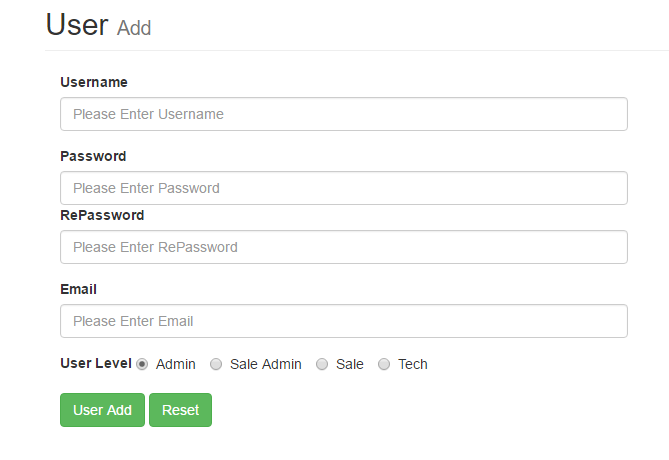 User Add
Username
Please Enter Username
Password
Please Enter Password
RePassword
Please Enter RePassword
Email
Please Enter Email
User Level Admin Sale Admin Sale Tech
User Add Reset